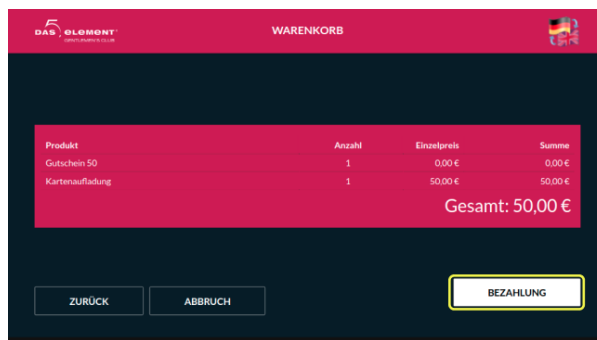 DAS 5. eLeMeNT
GENTLEMEN'S CLUB
WARENKORB
Produkt Anzahl Einzelpreis Summe
Gutschein 50 1 0,00 € 0,00 €
Kartenaufladung 1 50,00 € 50,00 €
Gesamt: 50,00 €
ZURÜCK ABBRUCH BEZAHLUNG